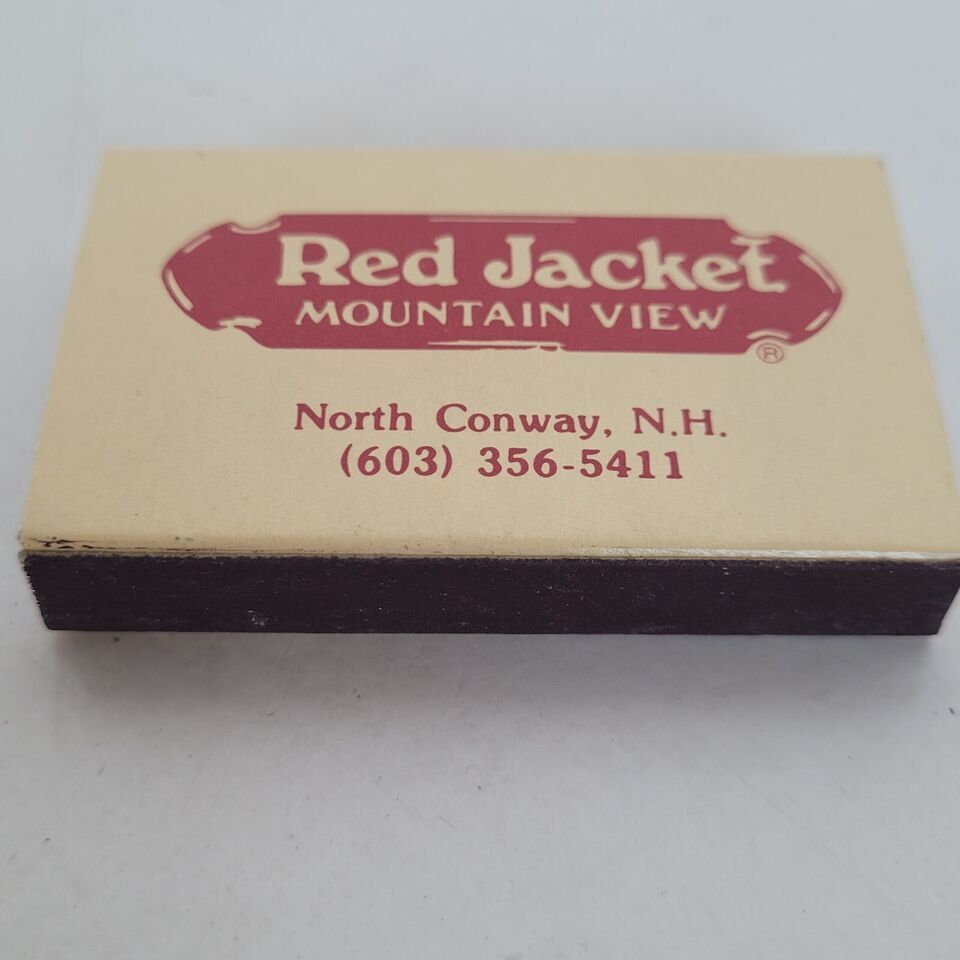 Red Jacket
MOUNTAIN VIEW
®
North Conway, N.H.
(603) 356-5411